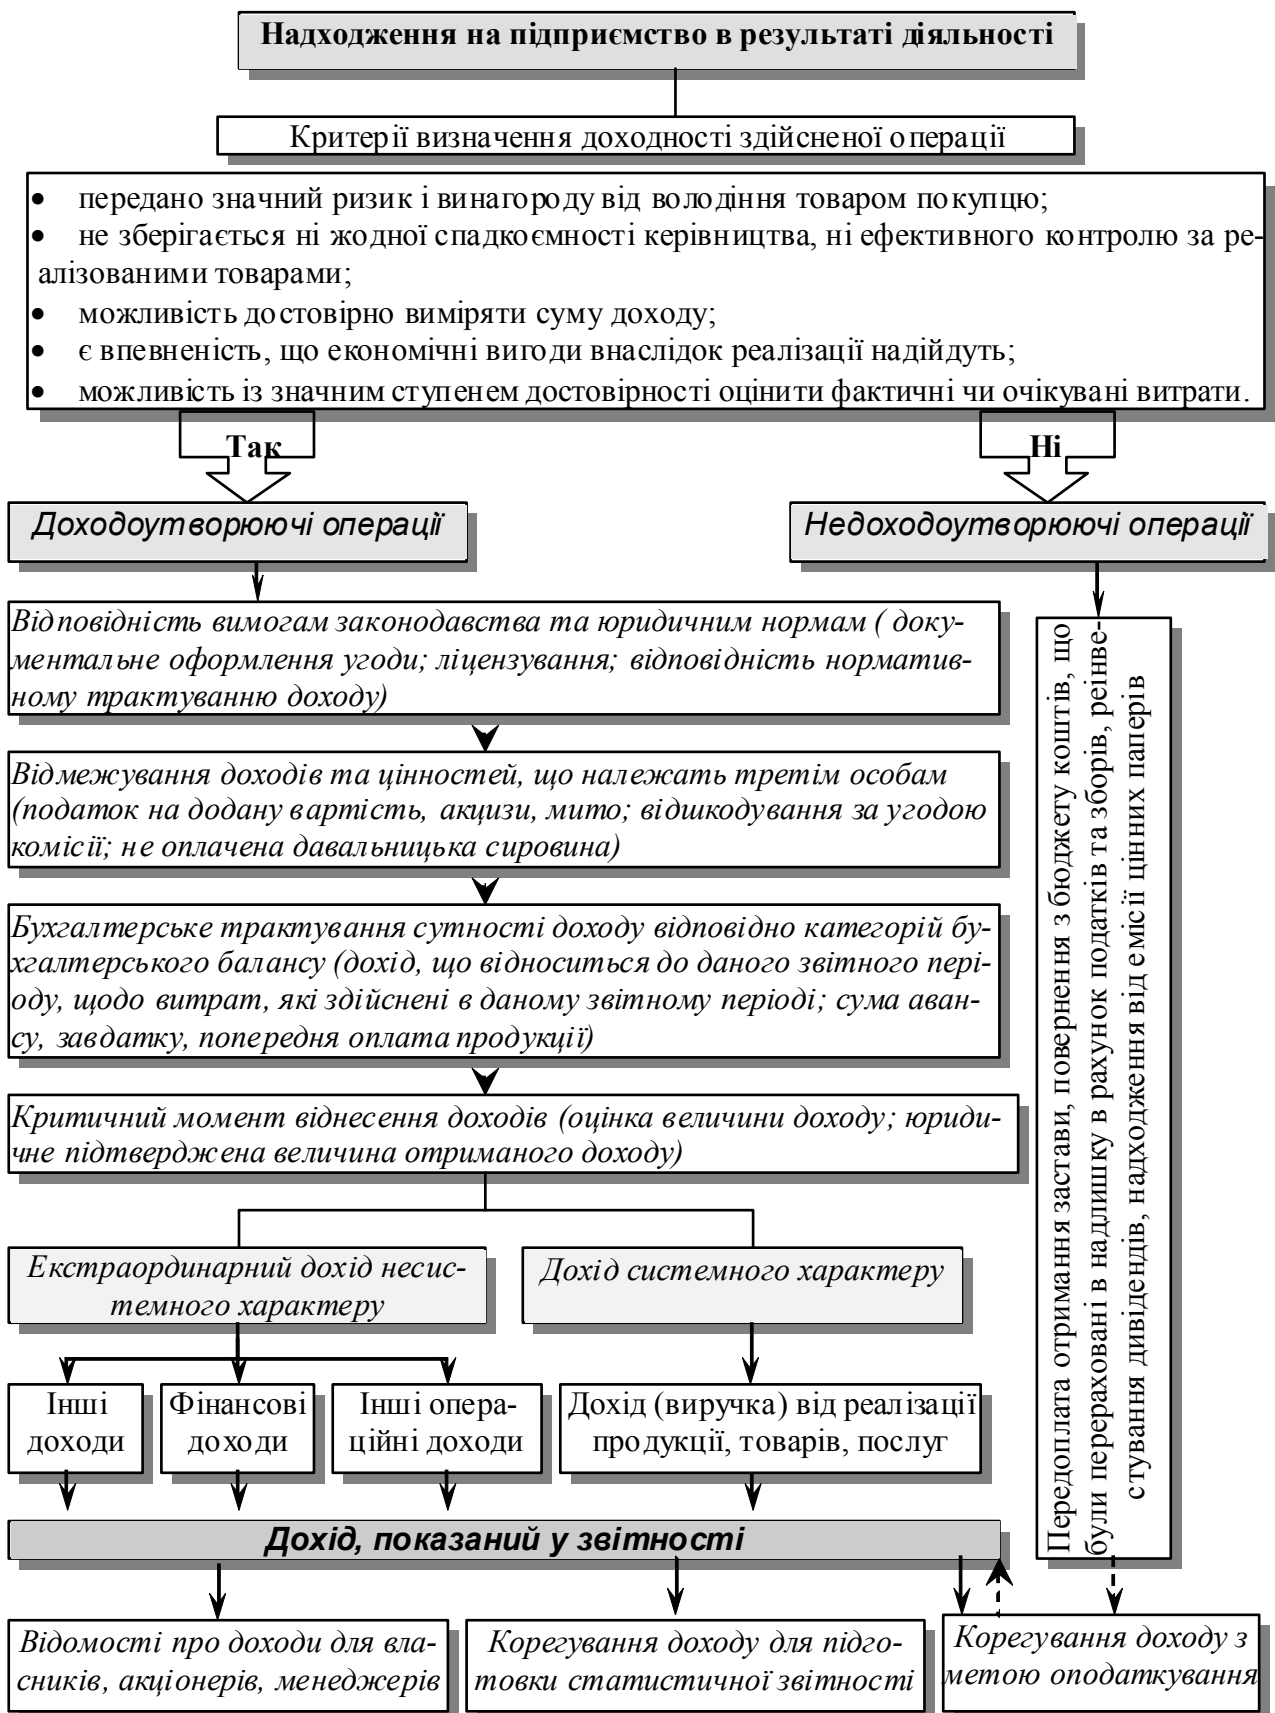 Надходження на підприємство в результаті діяльності
Критерії визначення доходності здійсненої операції
• передано значний ризик і винагороду від володіння товаром покупцю;
• не зберігається ні жодної спадкоємності керівництва, ні ефективного контролю за ре-
алізованими товарами;
• можливість достовірно виміряти суму доходу;
• є впевненість, що економічні вигоди внаслідок реалізації надійдуть;
• можливість із значним ступенем достовірності оцінити фактичні чи очікувані витрати.
Так
Ні
Доходоутворюючі операції
Недоходоутворюючі операції
Відповідність вимогам законодавства та юридичним нормам ( доку-
ментальне оформлення угоди; ліцензування; відповідність норматив-
ному трактуванню доходу)
Відмежування доходів та цінностей, що належать третім особам
(податок на додану вартість, акцизи, мито; відшкодування за угодою
комісії; не оплачена давальницька сировина)
Бухгалтерське трактування сутності доходу відповідно категорій бу-
хгалтерського балансу (дохід, що відноситься до даного звітного пері-
оду, щодо витрат, які здійснені в даному звітному періоді; сума аван-
су, завдатку, попередня оплата продукції)
Критичний момент віднесення доходів (оцінка величини доходу; юриди-
чне підтверджена величина отриманого доходу)
Передоплата отримання застави, повернення з бюджету коштів, що
були перераховані в надлишку в рахунок податків та зборів, реінве-
стування дивідендів, надходження від емісії цінних паперів
Екстраординарний дохід несис-
темного характеру
Дохід системного характеру
Інші
доходи
Фінансові
доходи
Інші опера-
ційні доходи
Дохід (виручка) від реалізації
продукції, товарів, послуг
Дохід, показаний у звітності
Відомості про доходи для вла-
сників, акціонерів, менеджерів
Корегування доходу для підго-
товки статистичної звітності
Корегування доходу з
метою оподаткування